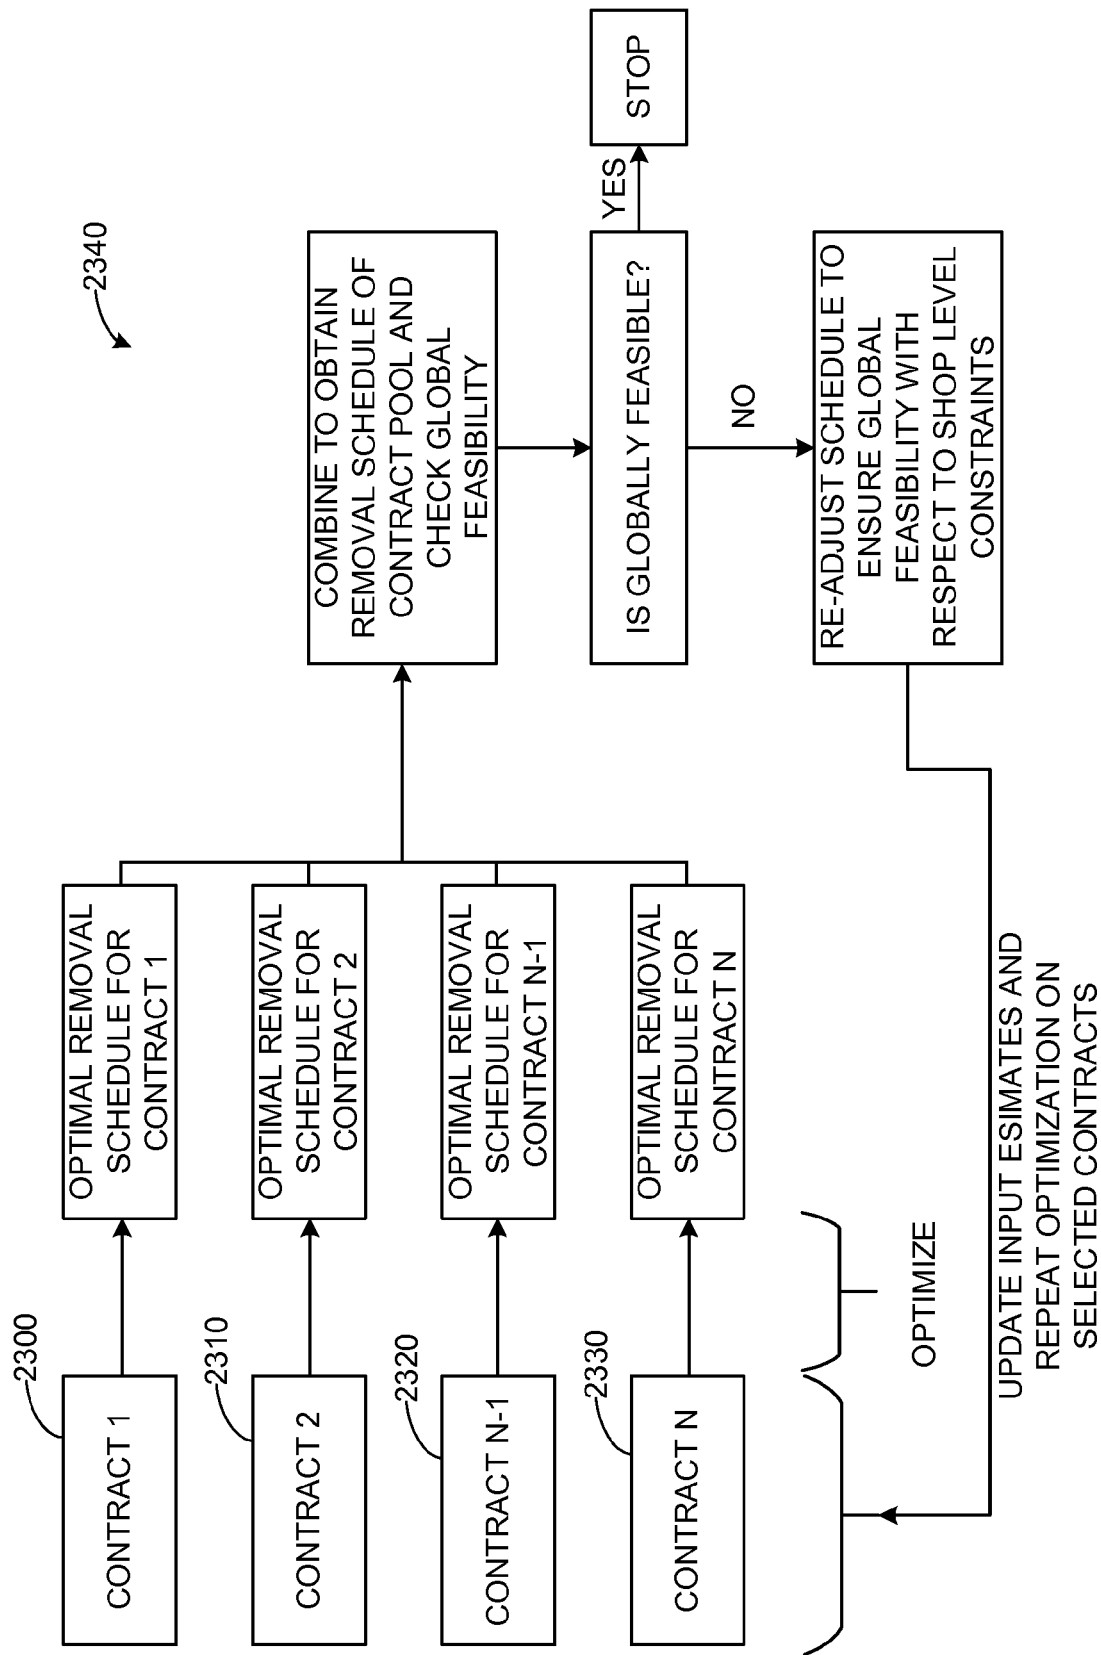 2340
2300
CONTRACT 1
2310
CONTRACT 2
2320
CONTRACT N-1
2330
CONTRACT N
OPTIMAL REMOVAL
SCHEDULE FOR
CONTRACT 1
OPTIMAL REMOVAL
SCHEDULE FOR
CONTRACT 2
OPTIMAL REMOVAL
SCHEDULE FOR
CONTRACT N-1
OPTIMAL REMOVAL
SCHEDULE FOR
CONTRACT N
OPTIMIZE
COMBINE TO OBTAIN
REMOVAL SCHEDULE OF
CONTRACT POOL AND
CHECK GLOBAL
FEASIBILITY
IS GLOBALLY FEASIBLE?
YES
STOP
NO
RE-ADJUST SCHEDULE TO
ENSURE GLOBAL
FEASIBILITY WITH
RESPECT TO SHOP LEVEL
CONSTRAINTS
UPDATE INPUT ESIMATES AND
REPEAT OPTIMIZATION ON
SELECTED CONTRACTS